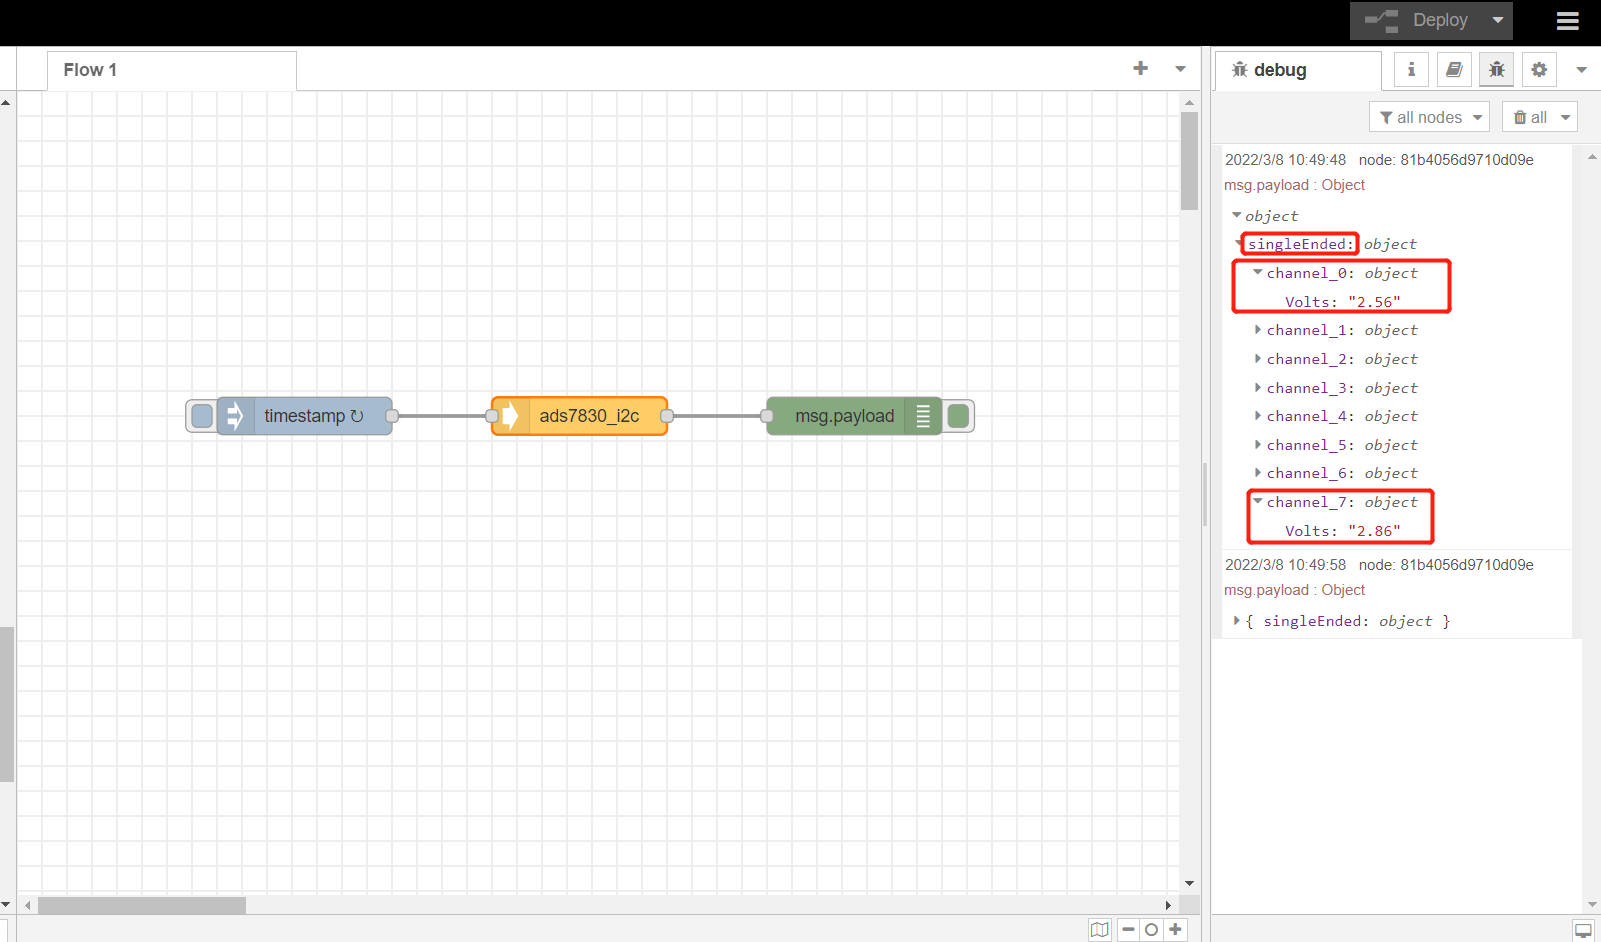 Deploy
Flow 1
debug
all nodes
all
2022/3/8 10:49:48 node: 81b4056d9710d09e
msg.payload : Object
object
singleEnded: object
channel_0: object
Volts: "2.56"
channel_1: object
channel_2: object
channel_3: object
timestamp ↻
ads7830_i2c
msg.payload
channel_4: object
channel_5: object
channel_6: object
channel_7: object
Volts: "2.86"
2022/3/8 10:49:58 node: 81b4056d9710d09e
msg.payload : Object
{ singleEnded: object }